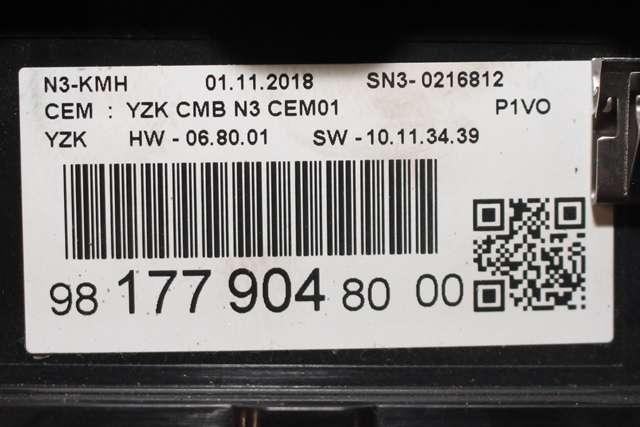 N3-KMH 01.11.2018 SN3-0216812
CEM : YZK CMB N3 CEM01 P1VO
YZK HW - 06.80.01 SW - 10.11.34.39
98 177 904 80 00